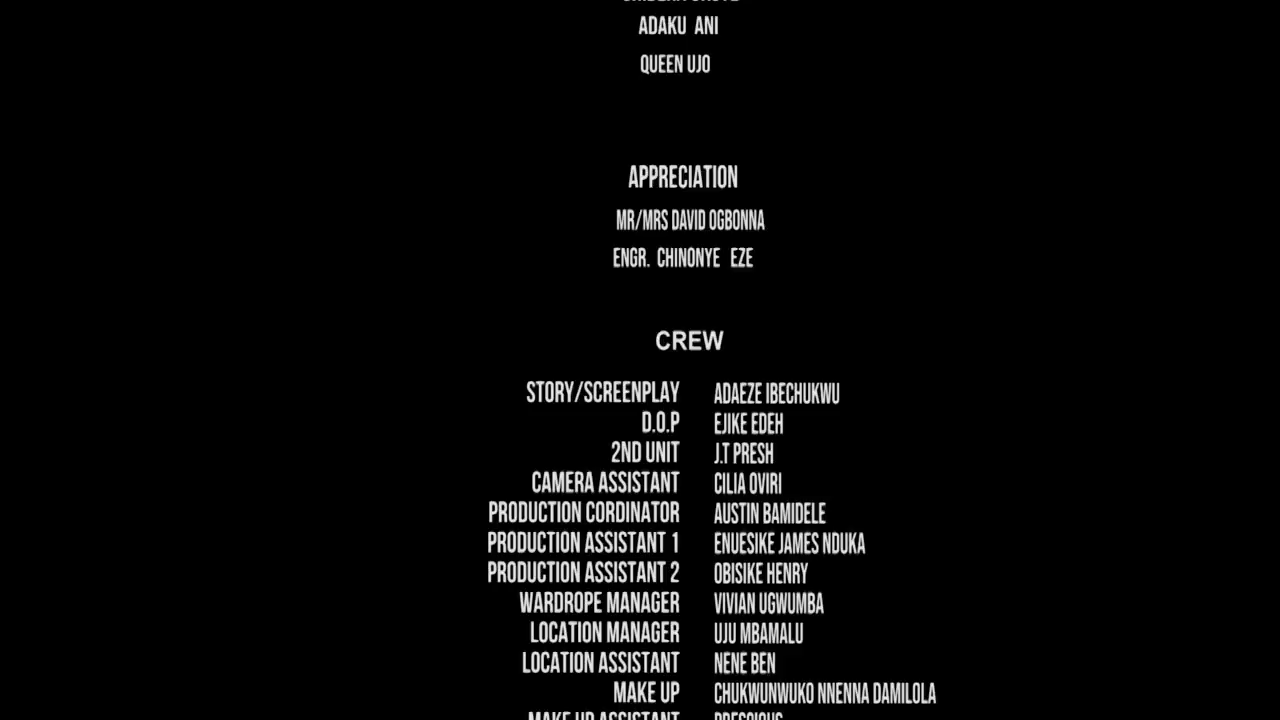 ADAKU ANI
QUEEN UJO
APPRECIATION
MR/MRS DAVID OGBONNA
ENGR. CHINONYE EZE
CREW
STORY/SCREENPLAY ADAEZE IBECHUKWU
D.O.P EJIKE EDEH
2ND UNIT J.T PRESH
CAMERA ASSISTANT CILIA OVIRI
PRODUCTION CORDINATOR AUSTIN BAMIDELE
PRODUCTION ASSISTANT 1 ENUESIKE JAMES NDUKA
PRODUCTION ASSISTANT 2 OBISIKE HENRY
WARDROPE MANAGER VIVIAN UGWUMBA
LOCATION MANAGER UJU MBAMALU
LOCATION ASSISTANT NENE BEN
MAKE UP CHUKWUNWUKO NNENNA DAMILOLA
MAKE UP ASSISTANT